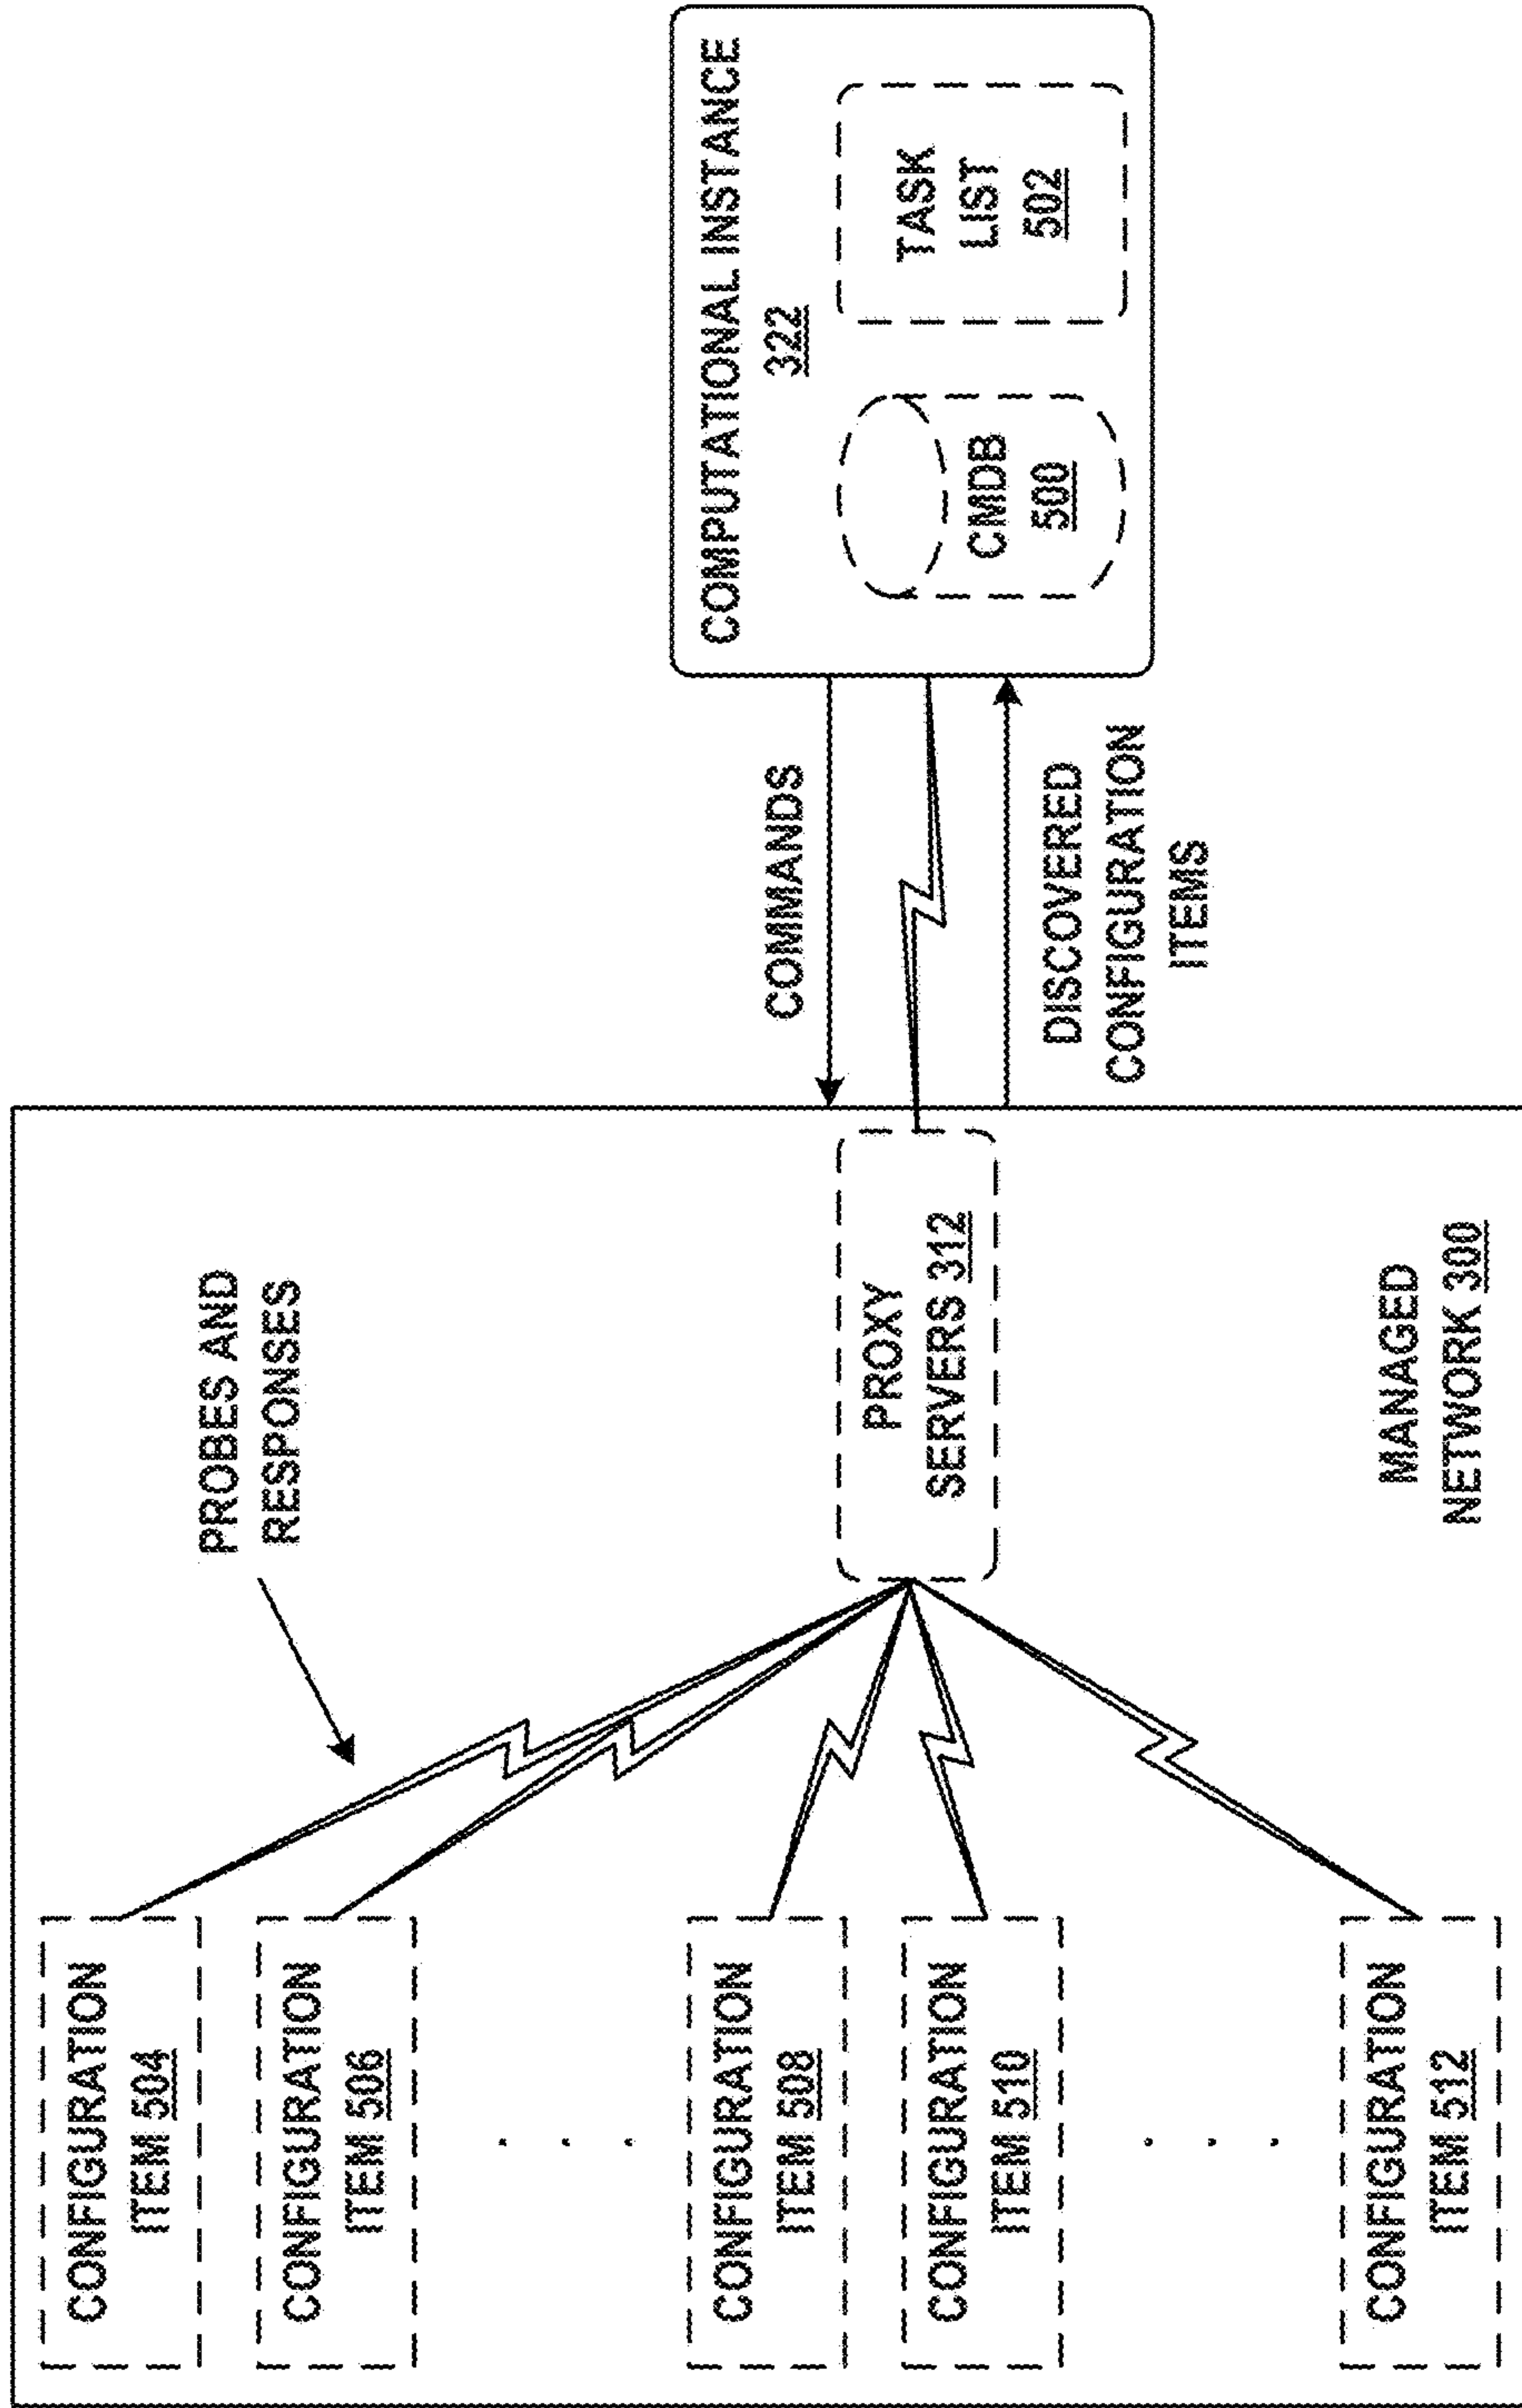 CONFIGURATION
ITEM 504
CONFIGURATION
ITEM 506
CONFIGURATION
ITEM 508
CONFIGURATION
ITEM 510
CONFIGURATION
ITEM 512
PROBES AND
RESPONSES
PROXY
SERVERS 312
MANAGED
NETWORK 300
COMMANDS
DISCOVERED
CONFIGURATION
ITEMS
COMPUTATIONAL INSTANCE
322
CMDB
500
TASK
LIST
502